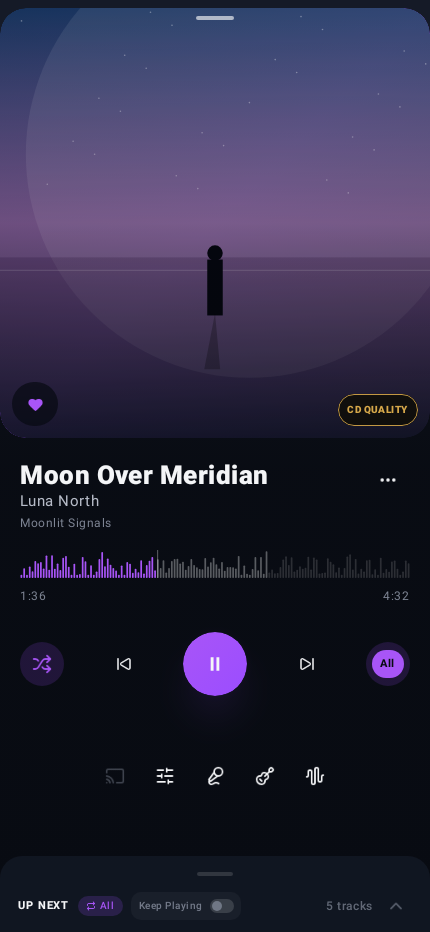 CD QUALITY
Moon Over Meridian
Luna North
Moonlit Signals
1:36 4:32
All
UP NEXT All Keep Playing 5 tracks